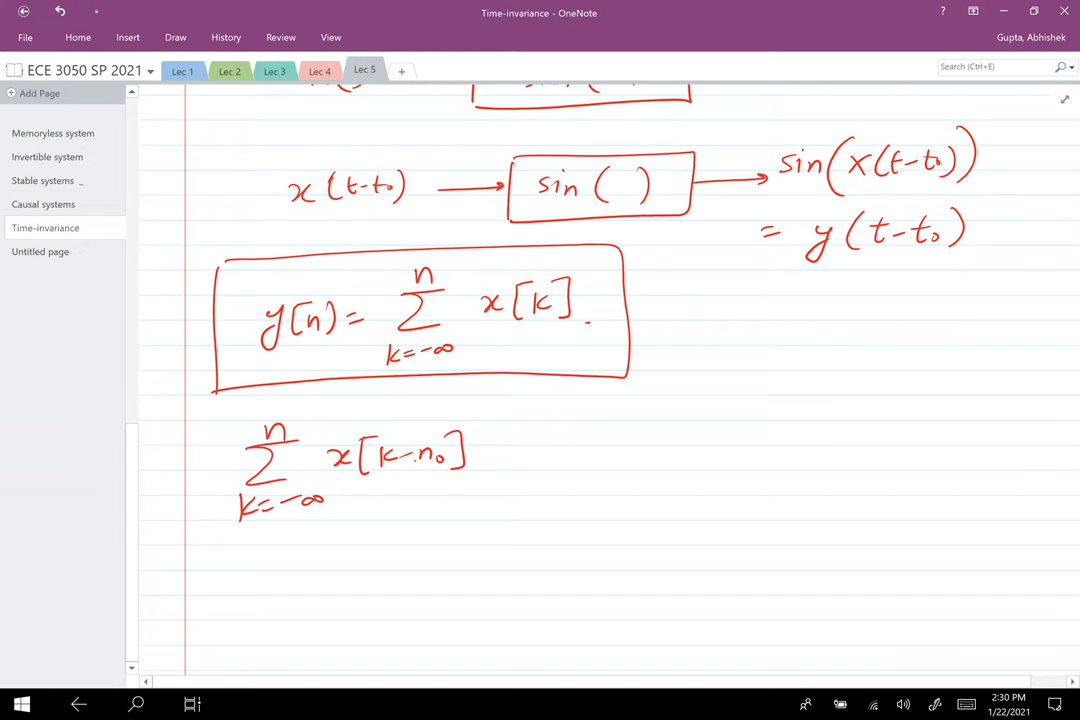 Time-invariance - OneNote
File Home Insert Draw History Review View
Gupta, Abhishek
ECE 3050 SP 2021
Lec 1 Lec 2 Lec 3 Lec 4 Lec 5
Search (Ctrl+E)
Add Page
Memoryless system
Invertible system
Stable systems _
Causal systems
Time-invariance
Untitled page
x(t-t₀) → sin ( ) → sin(x(t-t₀))
= y(t-t₀)
y[n] = ∑_{k=-∞}^{n} x[k].
∑_{k=-∞}^{n} x[k-n₀]
2:30 PM
1/22/2021